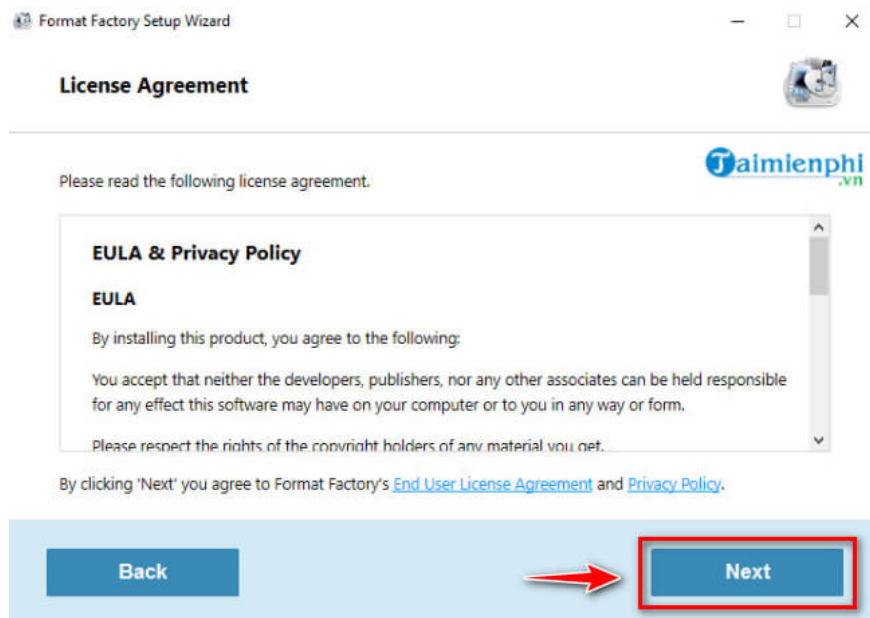 Format Factory Setup Wizard
License Agreement
Taimienphi
.vn
Please read the following license agreement.
EULA & Privacy Policy
EULA
By installing this product, you agree to the following:
You accept that neither the developers, publishers, nor any other associates can be held responsible
for any effect this software may have on your computer or to you in any way or form.
Please respect the rights of the copyright holders of any material you get.
By clicking 'Next' you agree to Format Factory's End User License Agreement and Privacy Policy.
Back
Next